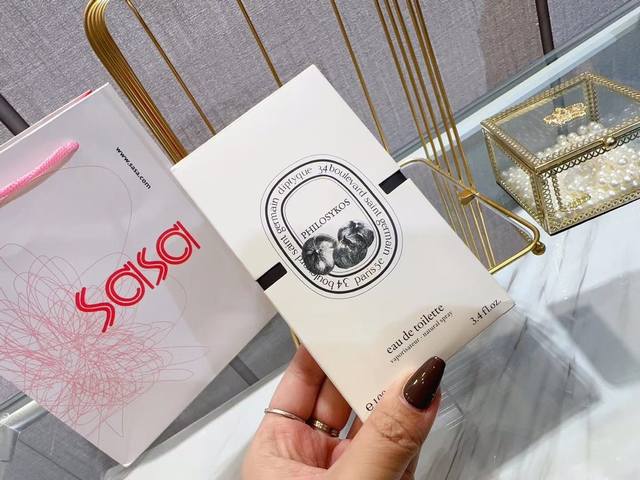 www.sasa.com
sasa
diptyque 34 boulevard saint germain paris 5e 34 boulevard saint germain
PHILOSYKOS
eau de toilette
vaporisateur - natural spray
3.4 fl.oz.
e 100